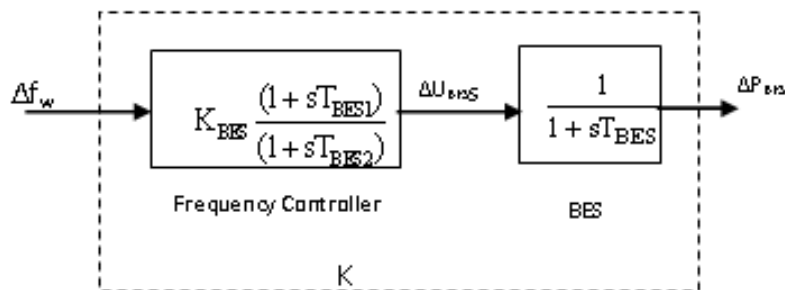 Δf_w
K_BES (1 + sT_BES1) / (1 + sT_BES2)
ΔU_BES
1 / (1 + sT_BES)
ΔP_BES
Frequency Controller
BES
K